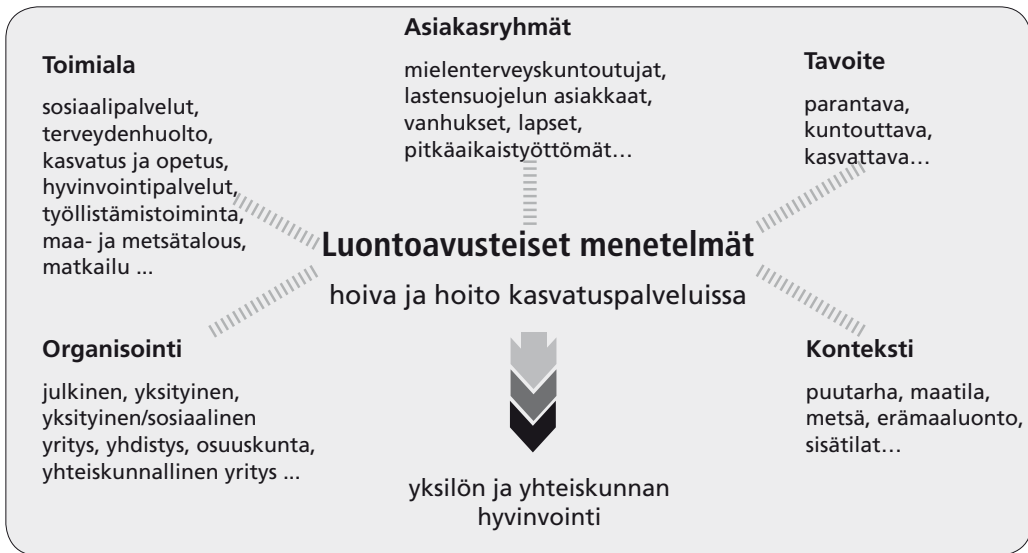 Toimiala
sosiaalipalvelut,
terveydenhuolto,
kasvatus ja opetus,
hyvinvointipalvelut,
työllistämistoiminta,
maa- ja metsätalous,
matkailu ...
Asiakasryhmät
mielenterveyskuntoutujat,
lastensuojelun asiakkaat,
vanhukset, lapset,
pitkäaikaistyöttömät…
Tavoite
parantava,
kuntouttava,
kasvattava…
Luontoavusteiset menetelmät
hoiva ja hoito kasvatuspalveluissa
Organisointi
julkinen, yksityinen,
yksityinen/sosiaalinen
yritys, yhdistys, osuuskunta,
yhteiskunnallinen yritys ...
Konteksti
puutarha, maatila,
metsä, erämaaluonto,
sisätilat…
yksilön ja yhteiskunnan
hyvinvointi